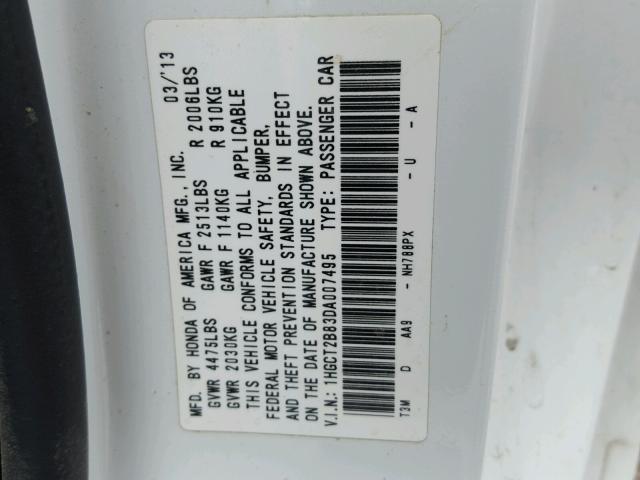 MFD. BY HONDA OF AMERICA MFG., INC. 03/'13
GVWR 4475LBS GAWR F 2513LBS R 2006LBS
GVWR 2030KG GAWR F 1140KG R 910KG
THIS VEHICLE CONFORMS TO ALL APPLICABLE
FEDERAL MOTOR VEHICLE SAFETY, BUMPER,
AND THEFT PREVENTION STANDARDS IN EFFECT
ON THE DATE OF MANUFACTURE SHOWN ABOVE.
V.I.N.: 1HGCT2B83DA007495 TYPE: PASSENGER CAR
T3M D AA9 - NH788PX - U - A